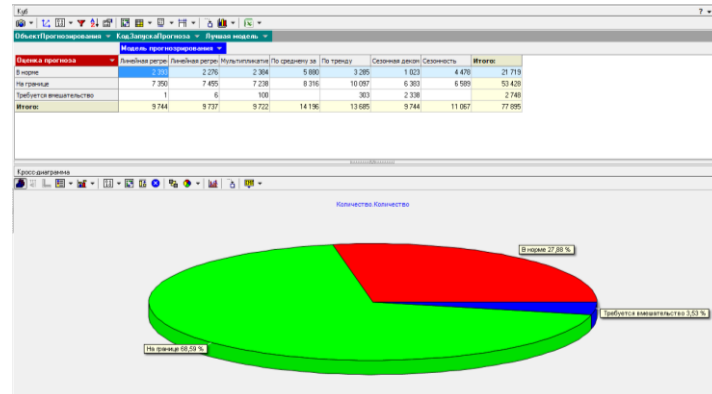 Куб
ОбъектПрогнозирования КодЗапускаПрогноза Лучшая модель
Модель прогнозирования
Оценка прогноза Линейная регре Линейная регре Мультипликатив По среднему за По тренду Сезонная деком Сезонность Итого:
В норме 2 393 2 276 2 384 5 880 3 285 1 023 4 478 21 719
На границе 7 350 7 455 7 238 8 316 10 097 6 383 6 589 53 428
Требуется вмешательство 1 6 100 303 2 338 2 748
Итого: 9 744 9 737 9 722 14 196 13 685 9 744 11 067 77 895
Кросс-диаграмма
Количество.Количество
В норме 27,88 %
Требуется вмешательство 3,53 %
На границе 68,59 %